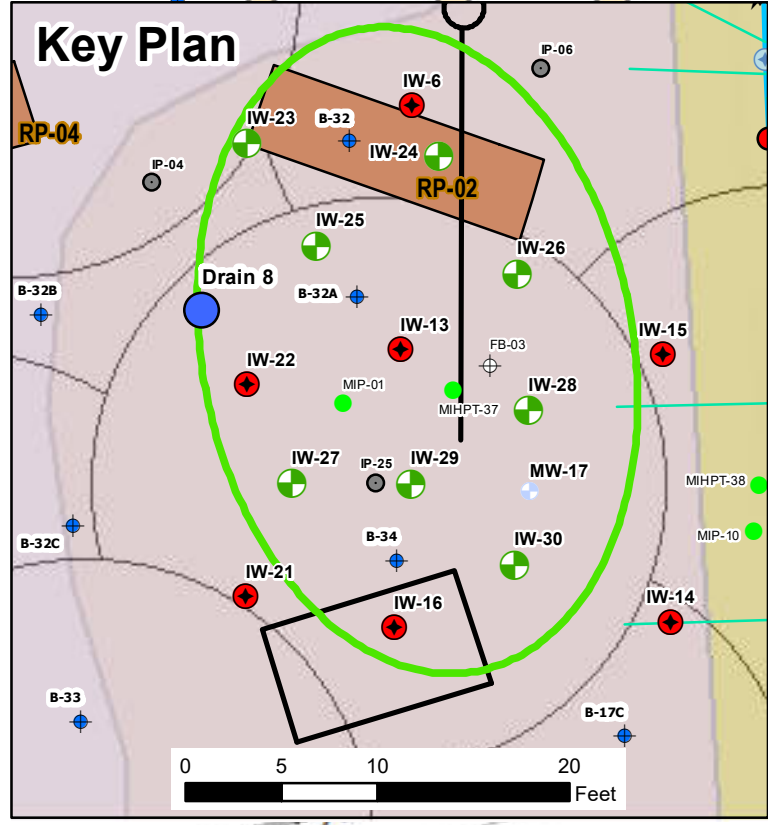 Key Plan
IP-06
IW-6
IW-23
B-32
RP-04
IW-24
IP-04
RP-02
IW-25
IW-26
Drain 8
B-32B
B-32A
IW-13
IW-15
FB-03
IW-22
MIP-01
IW-28
MIHPT-37
IW-27
IP-25
IW-29
MW-17
MIHPT-38
B-32C
B-34
MIP-10
IW-30
IW-21
IW-16
IW-14
B-33
B-17C
0 5 10 20
Feet